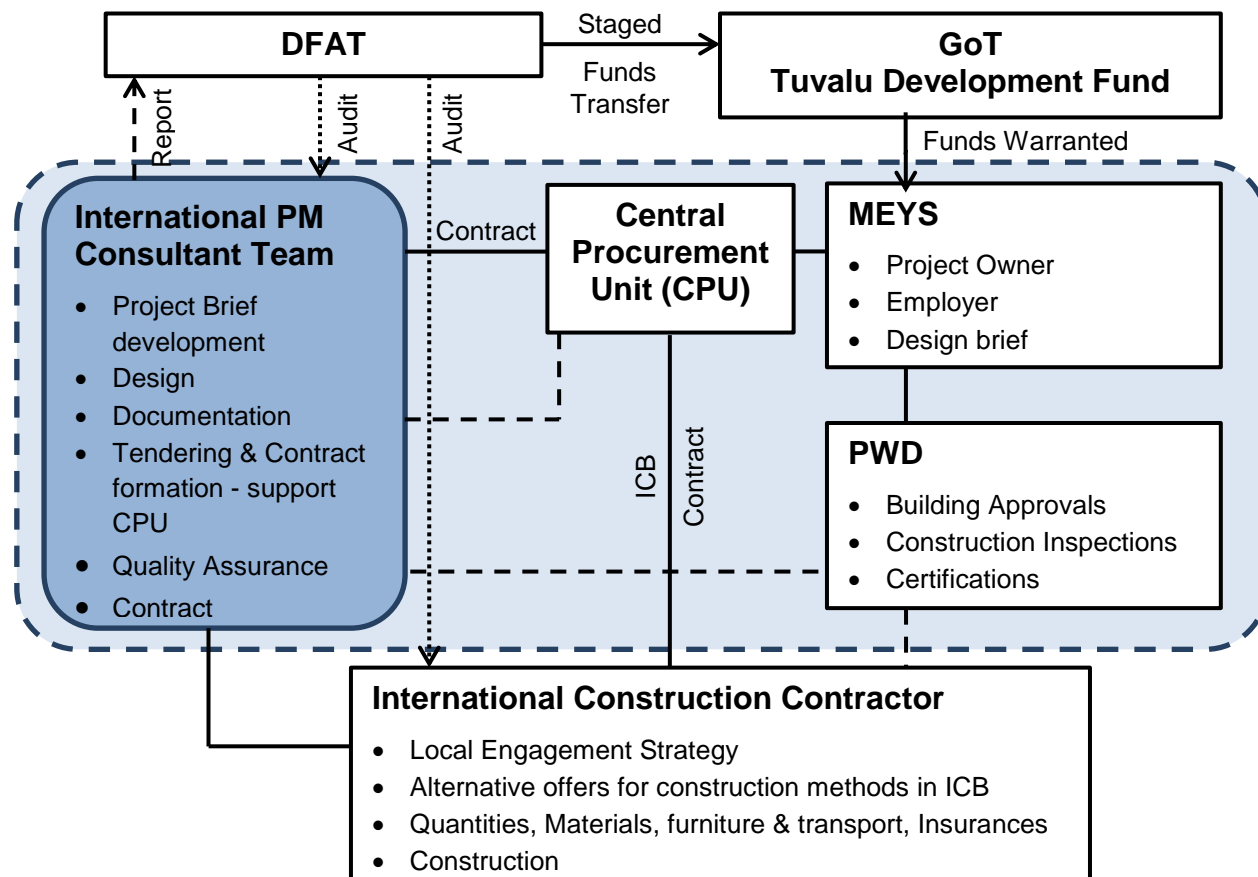 DFAT
Staged
Funds
Transfer
GoT
Tuvalu Development Fund
Report
Audit
Audit
Funds Warranted
International PM
Consultant Team
• Project Brief
development
• Design
• Documentation
• Tendering & Contract
formation - support
CPU
• Quality Assurance
• Contract
Contract
Central
Procurement
Unit (CPU)
MEYS
• Project Owner
• Employer
• Design brief
ICB
Contract
PWD
• Building Approvals
• Construction Inspections
• Certifications
International Construction Contractor
• Local Engagement Strategy
• Alternative offers for construction methods in ICB
• Quantities, Materials, furniture & transport, Insurances
• Construction